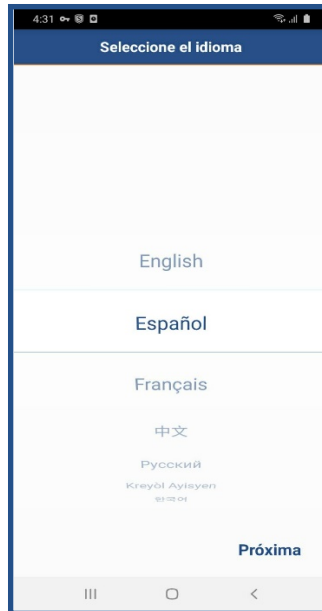 4:31
Seleccione el idioma
English
Español
Français
中文
Русский
Kreyòl Ayisyen
한국어
Próxima